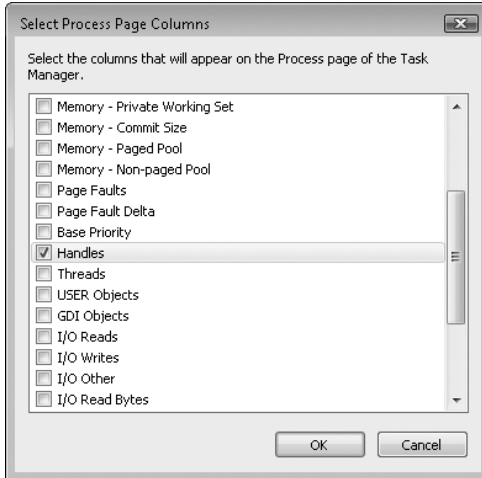 Select Process Page Columns
Select the columns that will appear on the Process page of the Task
Manager.
Memory - Private Working Set
Memory - Commit Size
Memory - Paged Pool
Memory - Non-paged Pool
Page Faults
Page Fault Delta
Base Priority
Handles
Threads
USER Objects
GDI Objects
I/O Reads
I/O Writes
I/O Other
I/O Read Bytes
OK
Cancel